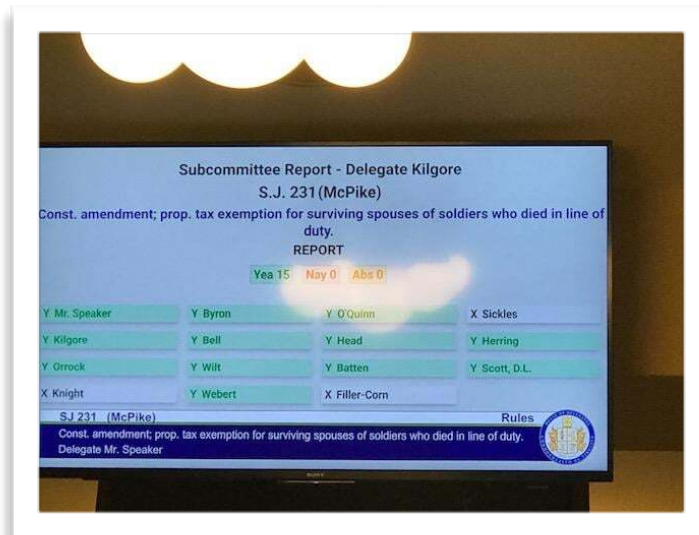 Subcommittee Report - Delegate Kilgore
S.J. 231 (McPike)
Const. amendment; prop. tax exemption for surviving spouses of soldiers who died in line of
duty.
REPORT
Yea 15 Nay 0 Abs 0
Y Mr. Speaker Y Byron Y O'Quinn X Sickles
Y Kilgore Y Bell Y Head Y Herring
Y Orrock Y Wilt Y Batten Y Scott, D.L.
X Knight Y Webert X Filler-Corn
SJ 231 (McPike) Rules
Const. amendment; prop. tax exemption for surviving spouses of soldiers who died in line of duty.
Delegate Mr. Speaker
SONY